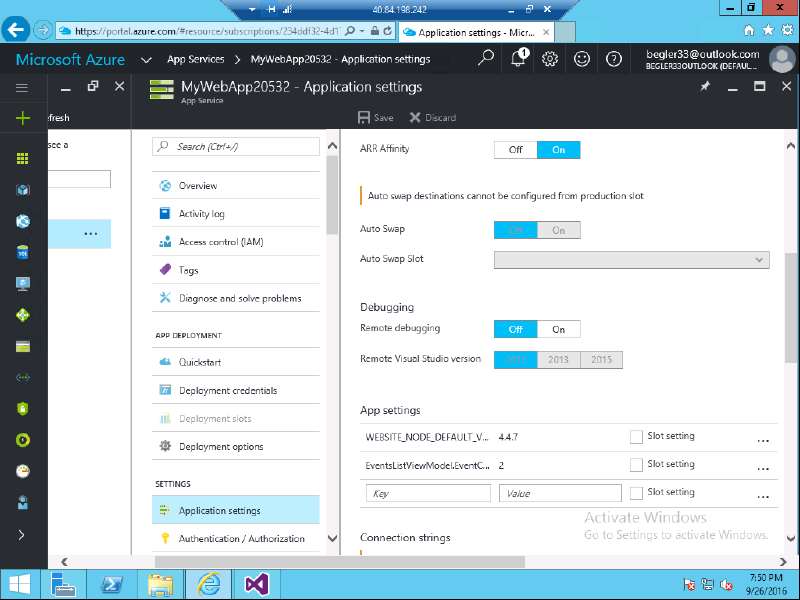 40.84.198.242
https://portal.azure.com/#resource/subscriptions/234ddf32-4d1
Application settings - Micr...
Microsoft Azure
App Services
MyWebApp20532 - Application settings
1
begler33@outlook.com
BEGLER33OUTLOOK (DEFAUL...
MyWebApp20532 - Application settings
App Service
efresh
Save
Discard
see a
...
Search (Ctrl+/)
Overview
Activity log
Access control (IAM)
Tags
Diagnose and solve problems
APP DEPLOYMENT
Quickstart
Deployment credentials
Deployment slots
Deployment options
SETTINGS
Application settings
Authentication / Authorization
ARR Affinity
Off
On
Auto swap destinations cannot be configured from production slot
Auto Swap
Off
On
Auto Swap Slot
Debugging
Remote debugging
Off
On
Remote Visual Studio version
2013
2015
App settings
WEBSITE_NODE_DEFAULT_V...
4.4.7
Slot setting
...
EventsListViewModel.EventC...
2
Slot setting
...
Key
Value
Slot setting
...
Connection strings
Activate Windows
Go to Settings to activate Windows.
7:50 PM
9/26/2016